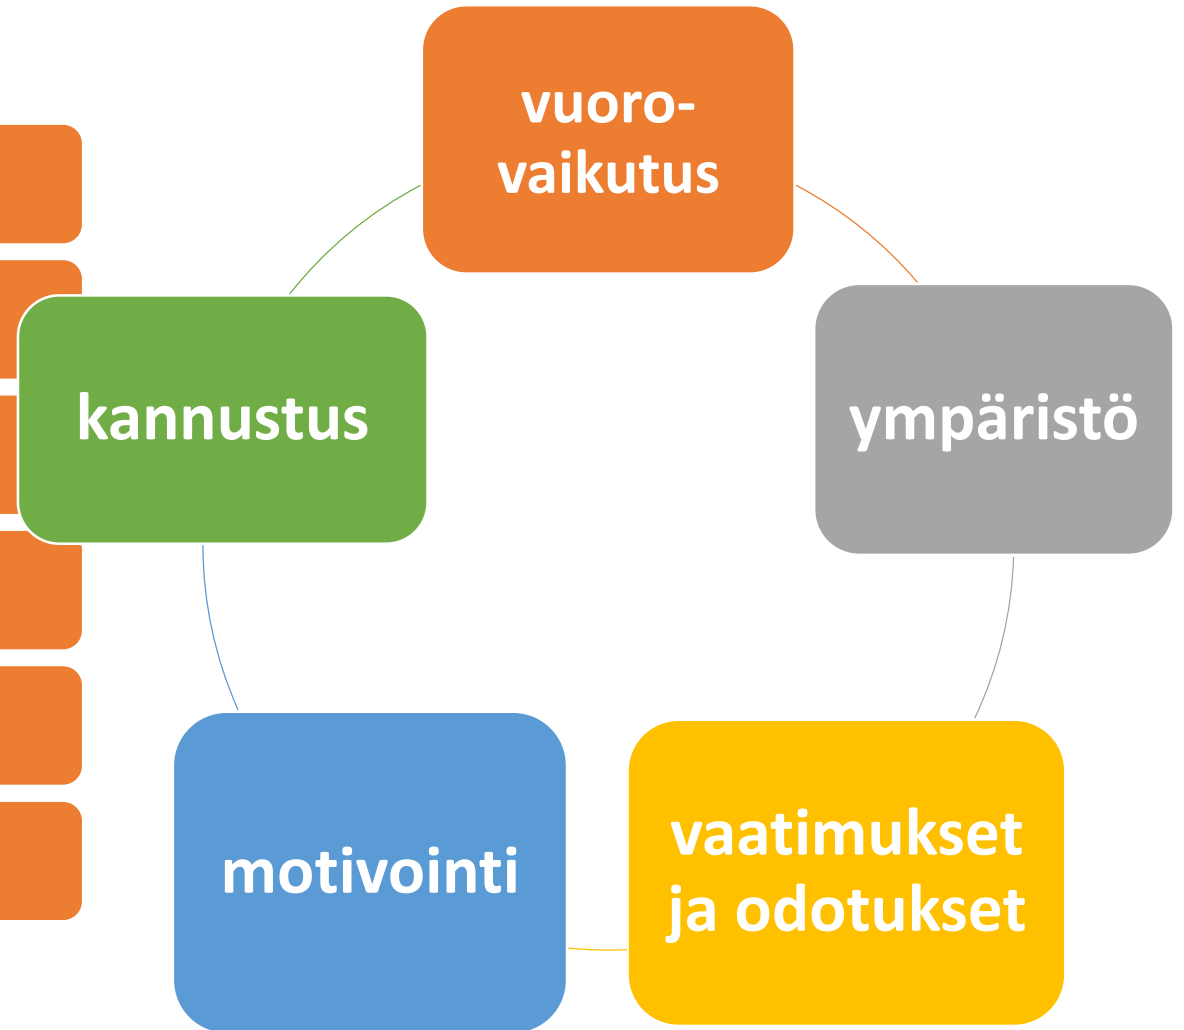 vuoro-
vaikutus
kannustus
ympäristö
motivointi
vaatimukset
ja odotukset